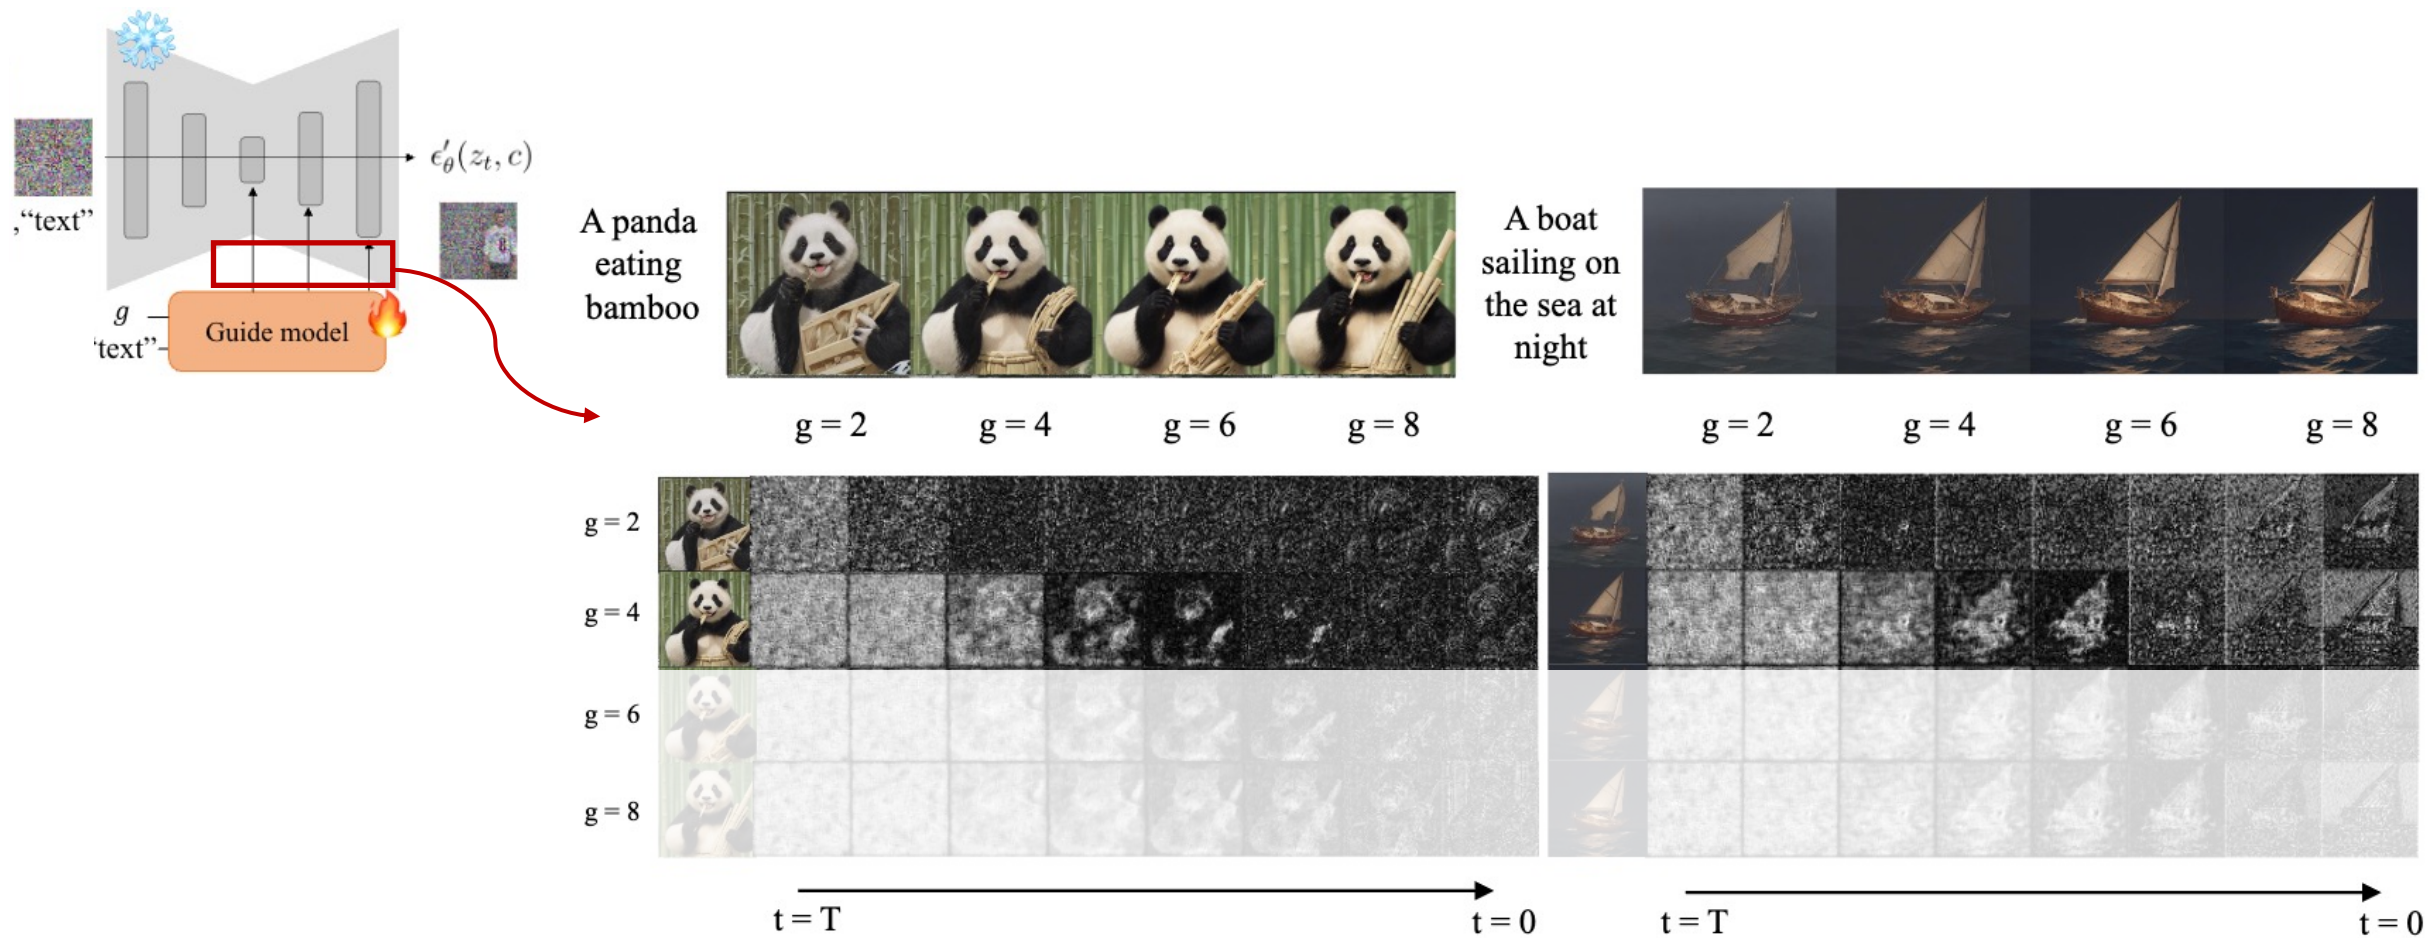 ϵ′θ(zt, c)
,“text”
g
‘text”
Guide model
A panda
eating
bamboo
A boat
sailing on
the sea at
night
g = 2
g = 4
g = 6
g = 8
g = 2
g = 4
g = 6
g = 8
g = 2
g = 4
g = 6
g = 8
t = T
t = 0
t = T
t = 0